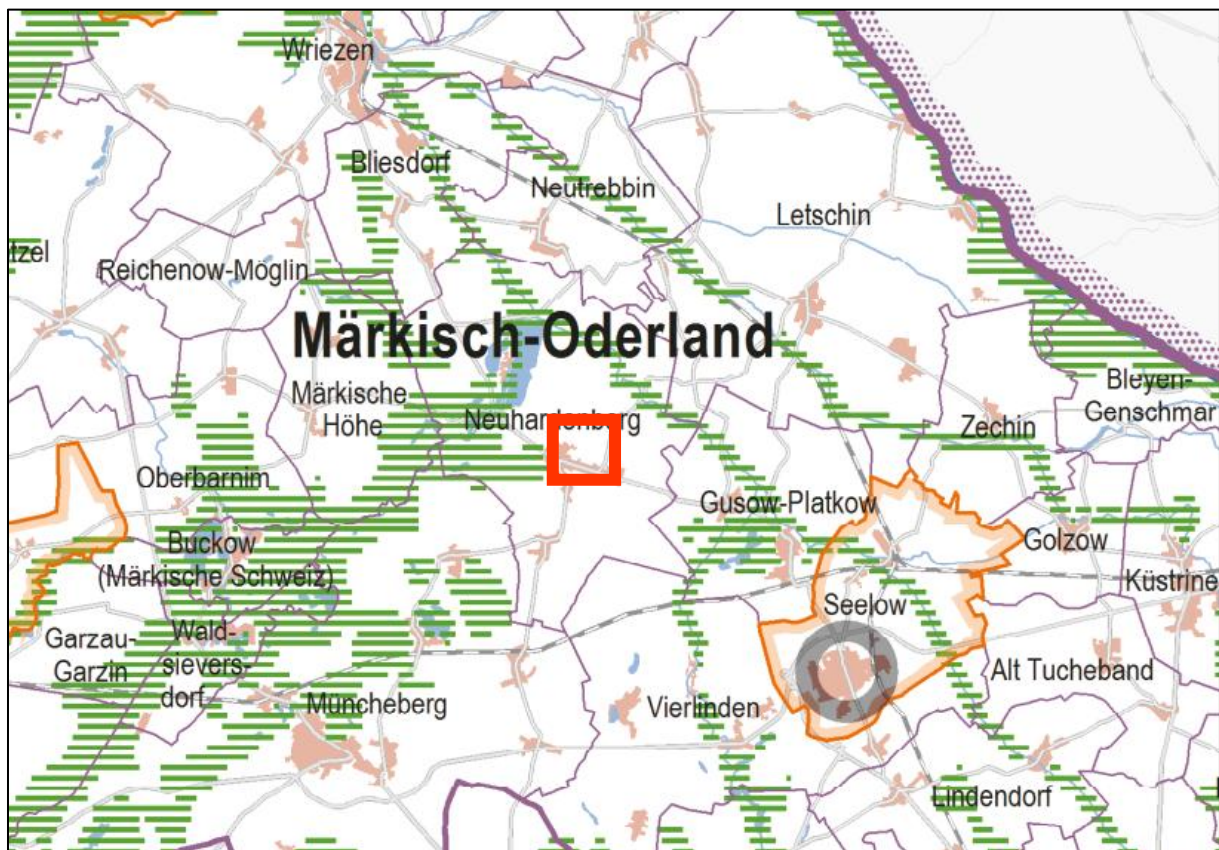 Wriezen
Bliesdorf
Neutrebbin
Letschin
tzel
Reichenow-Möglin
Märkisch-Oderland
Märkische
Höhe
Neuhardenberg
Bleyen-
Genschmar
Zechin
Oberbarnim
Gusow-Platkow
Buckow
(Märkische Schweiz)
Golzow
Küstrine
Seelow
Garzau-
Garzin
Wald-
sievers-
dorf
Müncheberg
Vierlinden
Alt Tucheband
Lindendorf